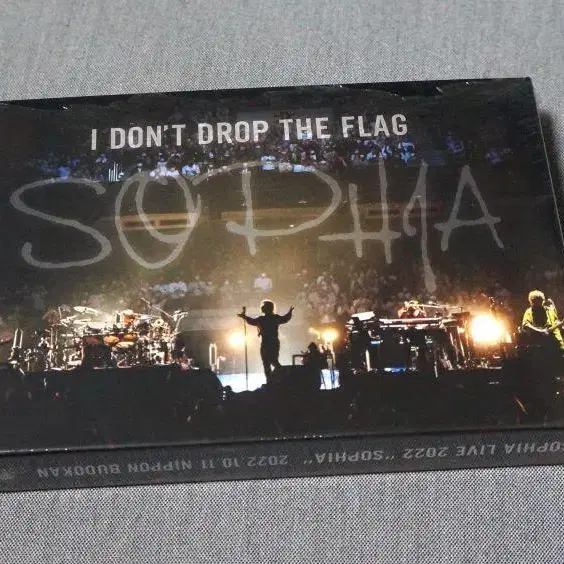 I DON'T DROP THE FLAG
SOPHIA
SOPHIA LIVE 2022 "SOPHIA" 2022.10.11 NIPPON BUDOKAN